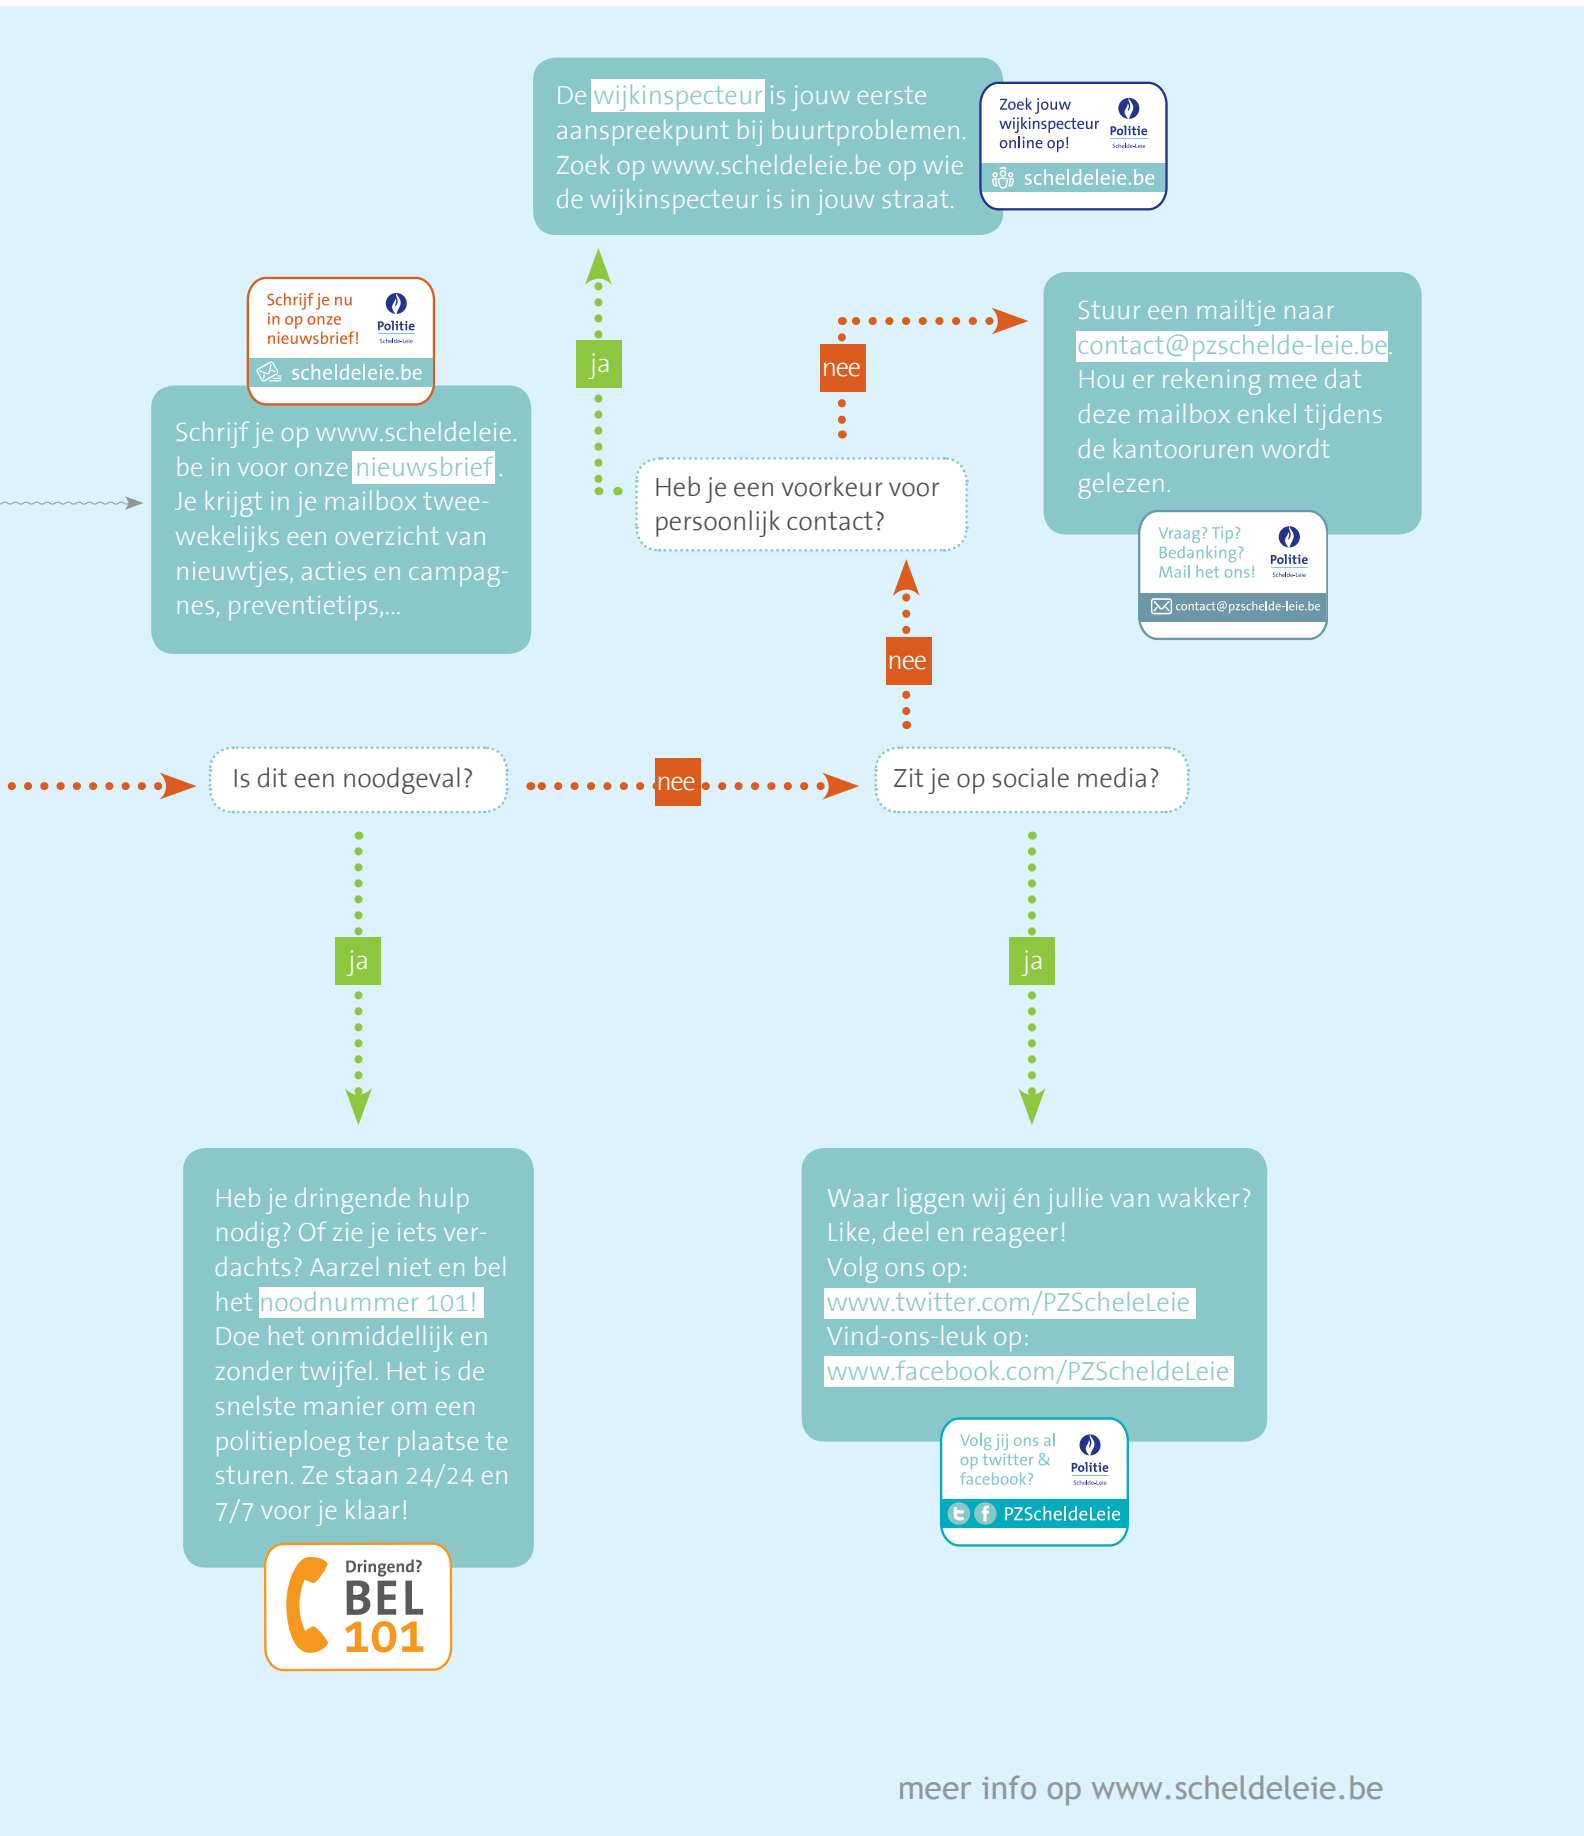 De wijkinspecteur is jouw eerste
aanspreekpunt bij buurtproblemen.
Zoek op www.scheldeleie.be op wie
de wijkinspecteur is in jouw straat.
Zoek jouw
wijkinspecteur
online op!
Politie
Schelde-Leie
scheldeleie.be
Schrijf je nu
in op onze
nieuwsbrief!
Politie
Schelde-Leie
scheldeleie.be
Schrijf je op www.scheldeleie.
be in voor onze nieuwsbrief.
Je krijgt in je mailbox twee-
wekelijks een overzicht van
nieuwtjes, acties en campag-
nes, preventietips,...
ja
nee
Stuur een mailtje naar
contact@pzschelde-leie.be.
Hou er rekening mee dat
deze mailbox enkel tijdens
de kantooruren wordt
gelezen.
Vraag? Tip?
Bedanking?
Mail het ons!
Politie
Schelde-Leie
contact@pzschelde-leie.be
Heb je een voorkeur voor
persoonlijk contact?
nee
Is dit een noodgeval?
nee
Zit je op sociale media?
ja
ja
Heb je dringende hulp
nodig? Of zie je iets ver-
dachts? Aarzel niet en bel
het noodnummer 101!
Doe het onmiddellijk en
zonder twijfel. Het is de
snelste manier om een
politieploeg ter plaatse te
sturen. Ze staan 24/24 en
7/7 voor je klaar!
Dringend?
BEL
101
Waar liggen wij én jullie van wakker?
Like, deel en reageer!
Volg ons op:
www.twitter.com/PZScheleLeie
Vind-ons-leuk op:
www.facebook.com/PZScheldeLeie
Volg jij ons al
op twitter &
facebook?
Politie
Schelde-Leie
PZScheldeLeie
meer info op www.scheldeleie.be